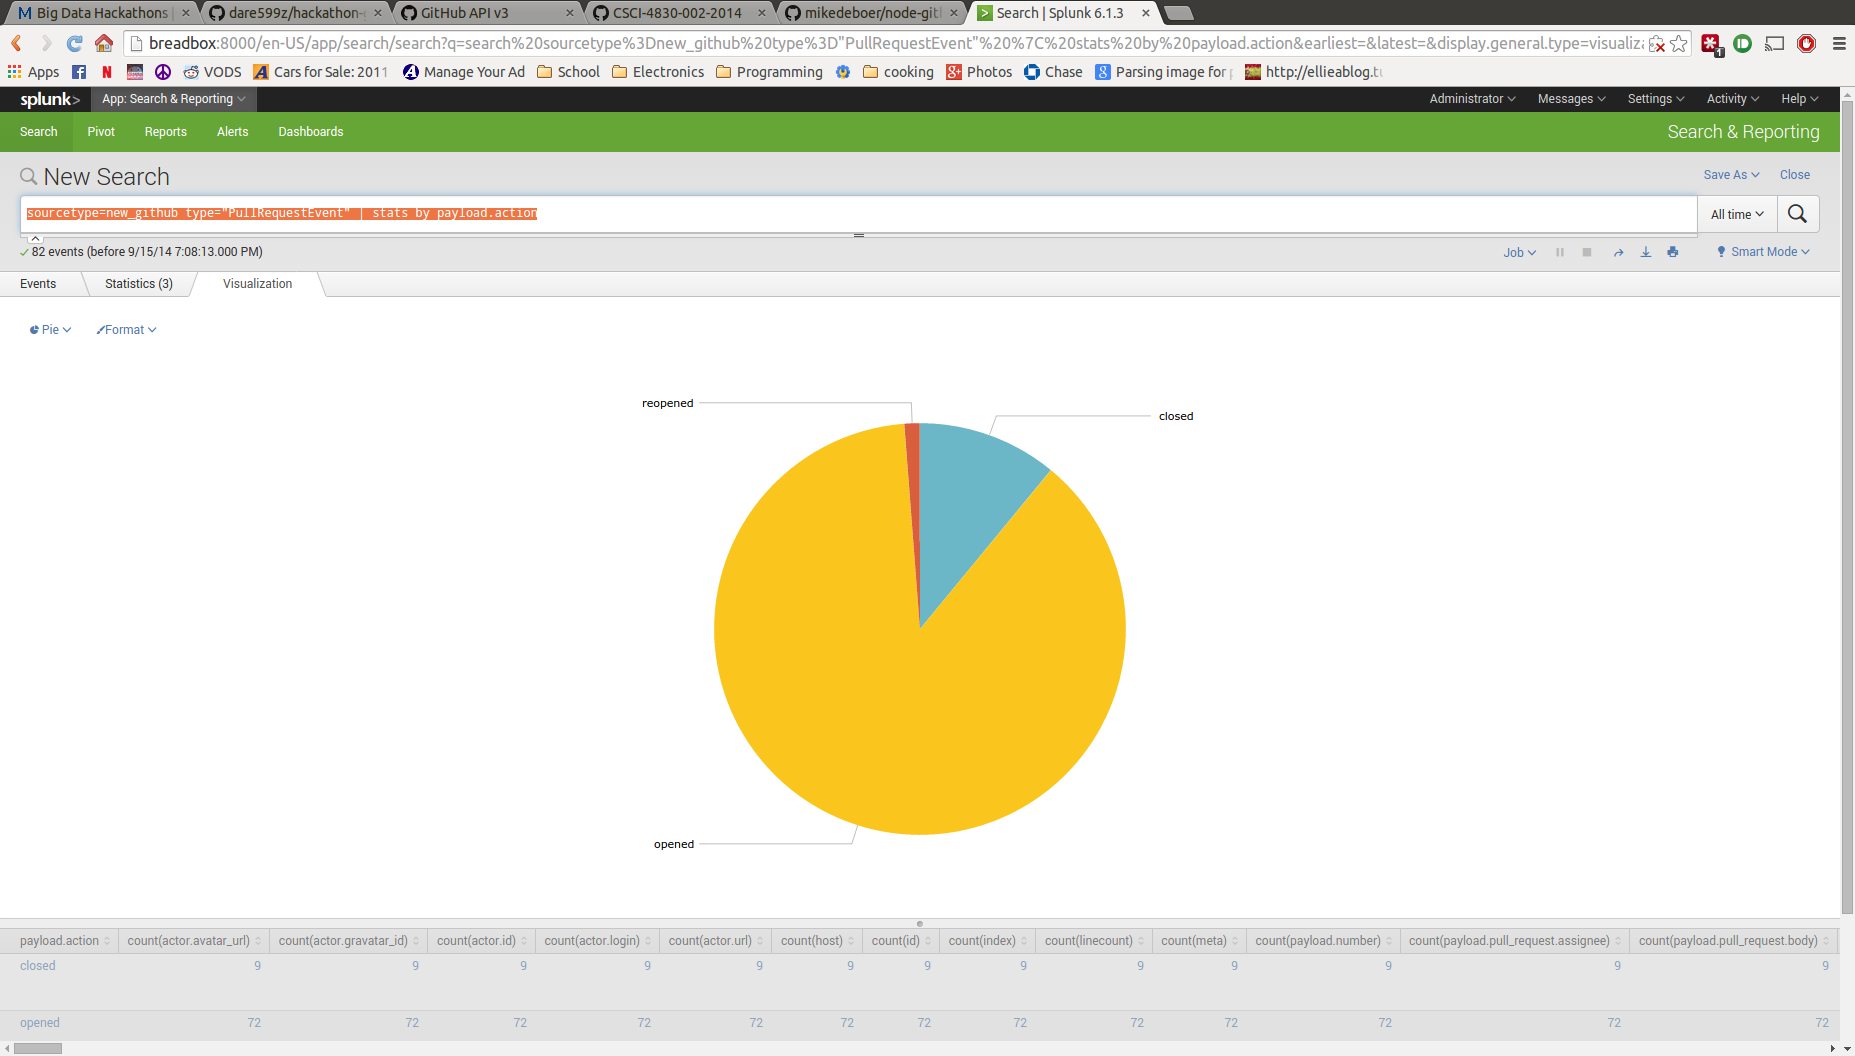 Big Data Hackathons |
dare599z/hackathon-
GitHub API v3
CSCI-4830-002-2014
mikedeboer/node-gith
Search | Splunk 6.1.3
breadbox:8000/en-US/app/search/search?q=search%20sourcetype%3Dnew_github%20type%3D"PullRequestEvent"%20%7C%20stats%20by%20payload.action&earliest=&latest=&display.general.type=visualiza
1
Apps
VODS
Cars for Sale: 2011
Manage Your Ad
School
Electronics
Programming
cooking
Photos
Chase
Parsing image for
http://ellieablog.tu
splunk>
App: Search & Reporting
Administrator
Messages
Settings
Activity
Help
Search
Pivot
Reports
Alerts
Dashboards
Search & Reporting
New Search
Save As
Close
sourcetype=new_github type="PullRequestEvent" | stats by payload.action
All time
82 events (before 9/15/14 7:08:13.000 PM)
Job
Smart Mode
Events
Statistics (3)
Visualization
Pie
Format
reopened
closed
opened
payload.action count(actor.avatar_url) count(actor.gravatar_id) count(actor.id) count(actor.login) count(actor.url) count(host) count(id) count(index) count(linecount) count(meta) count(payload.number) count(payload.pull_request.assignee) count(payload.pull_request.body)
closed 9 9 9 9 9 9 9 9 9 9 9 9 9
opened 72 72 72 72 72 72 72 72 72 72 72 72 72